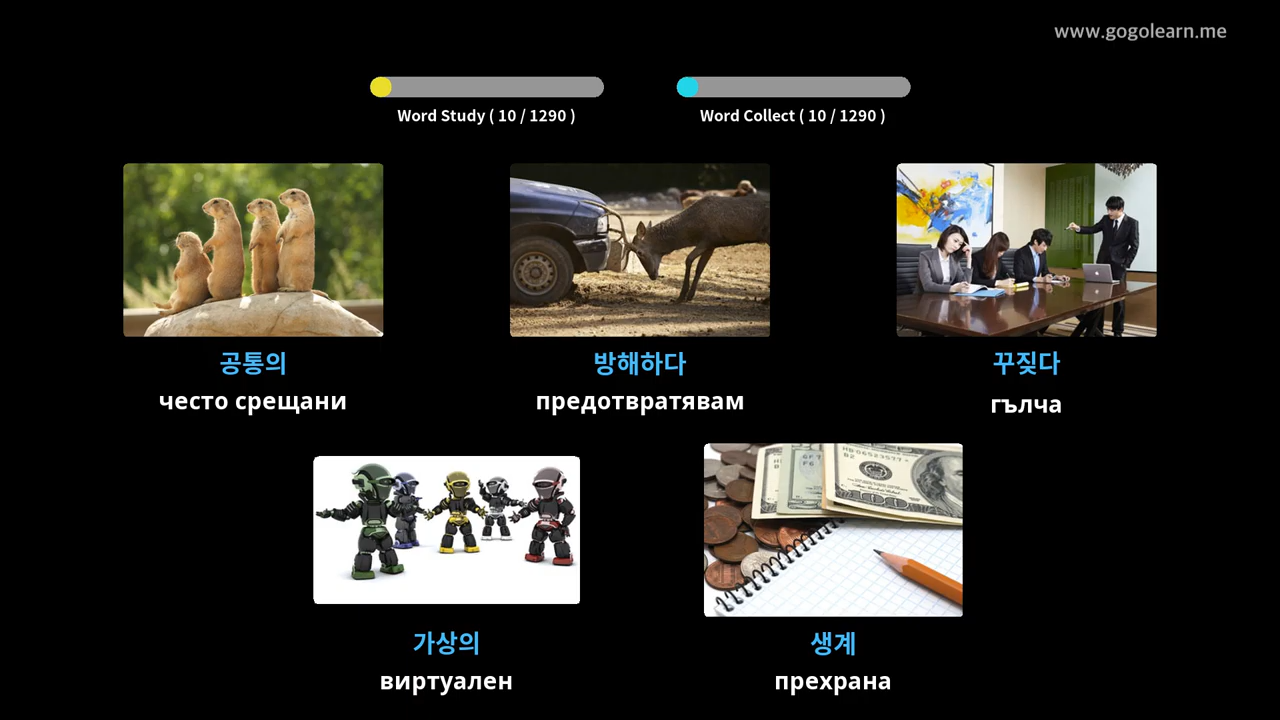 www.gogolearn.me
Word Study ( 10 / 1290 )
Word Collect ( 10 / 1290 )
공통의
често срещани
방해하다
предотвратявам
꾸짖다
гълча
가상의
виртуален
생계
прехрана